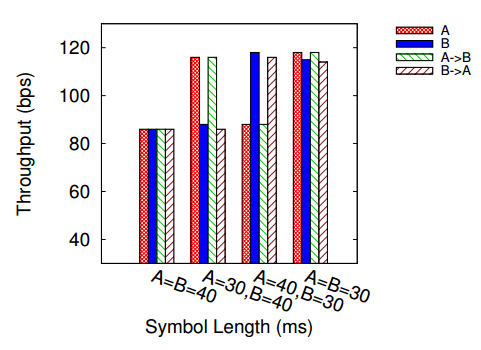 Throughput (bps)
120
100
80
60
40
A=B=40
A=30,B=40
A=40,B=30
A=B=30
Symbol Length (ms)
A
B
A->B
B->A